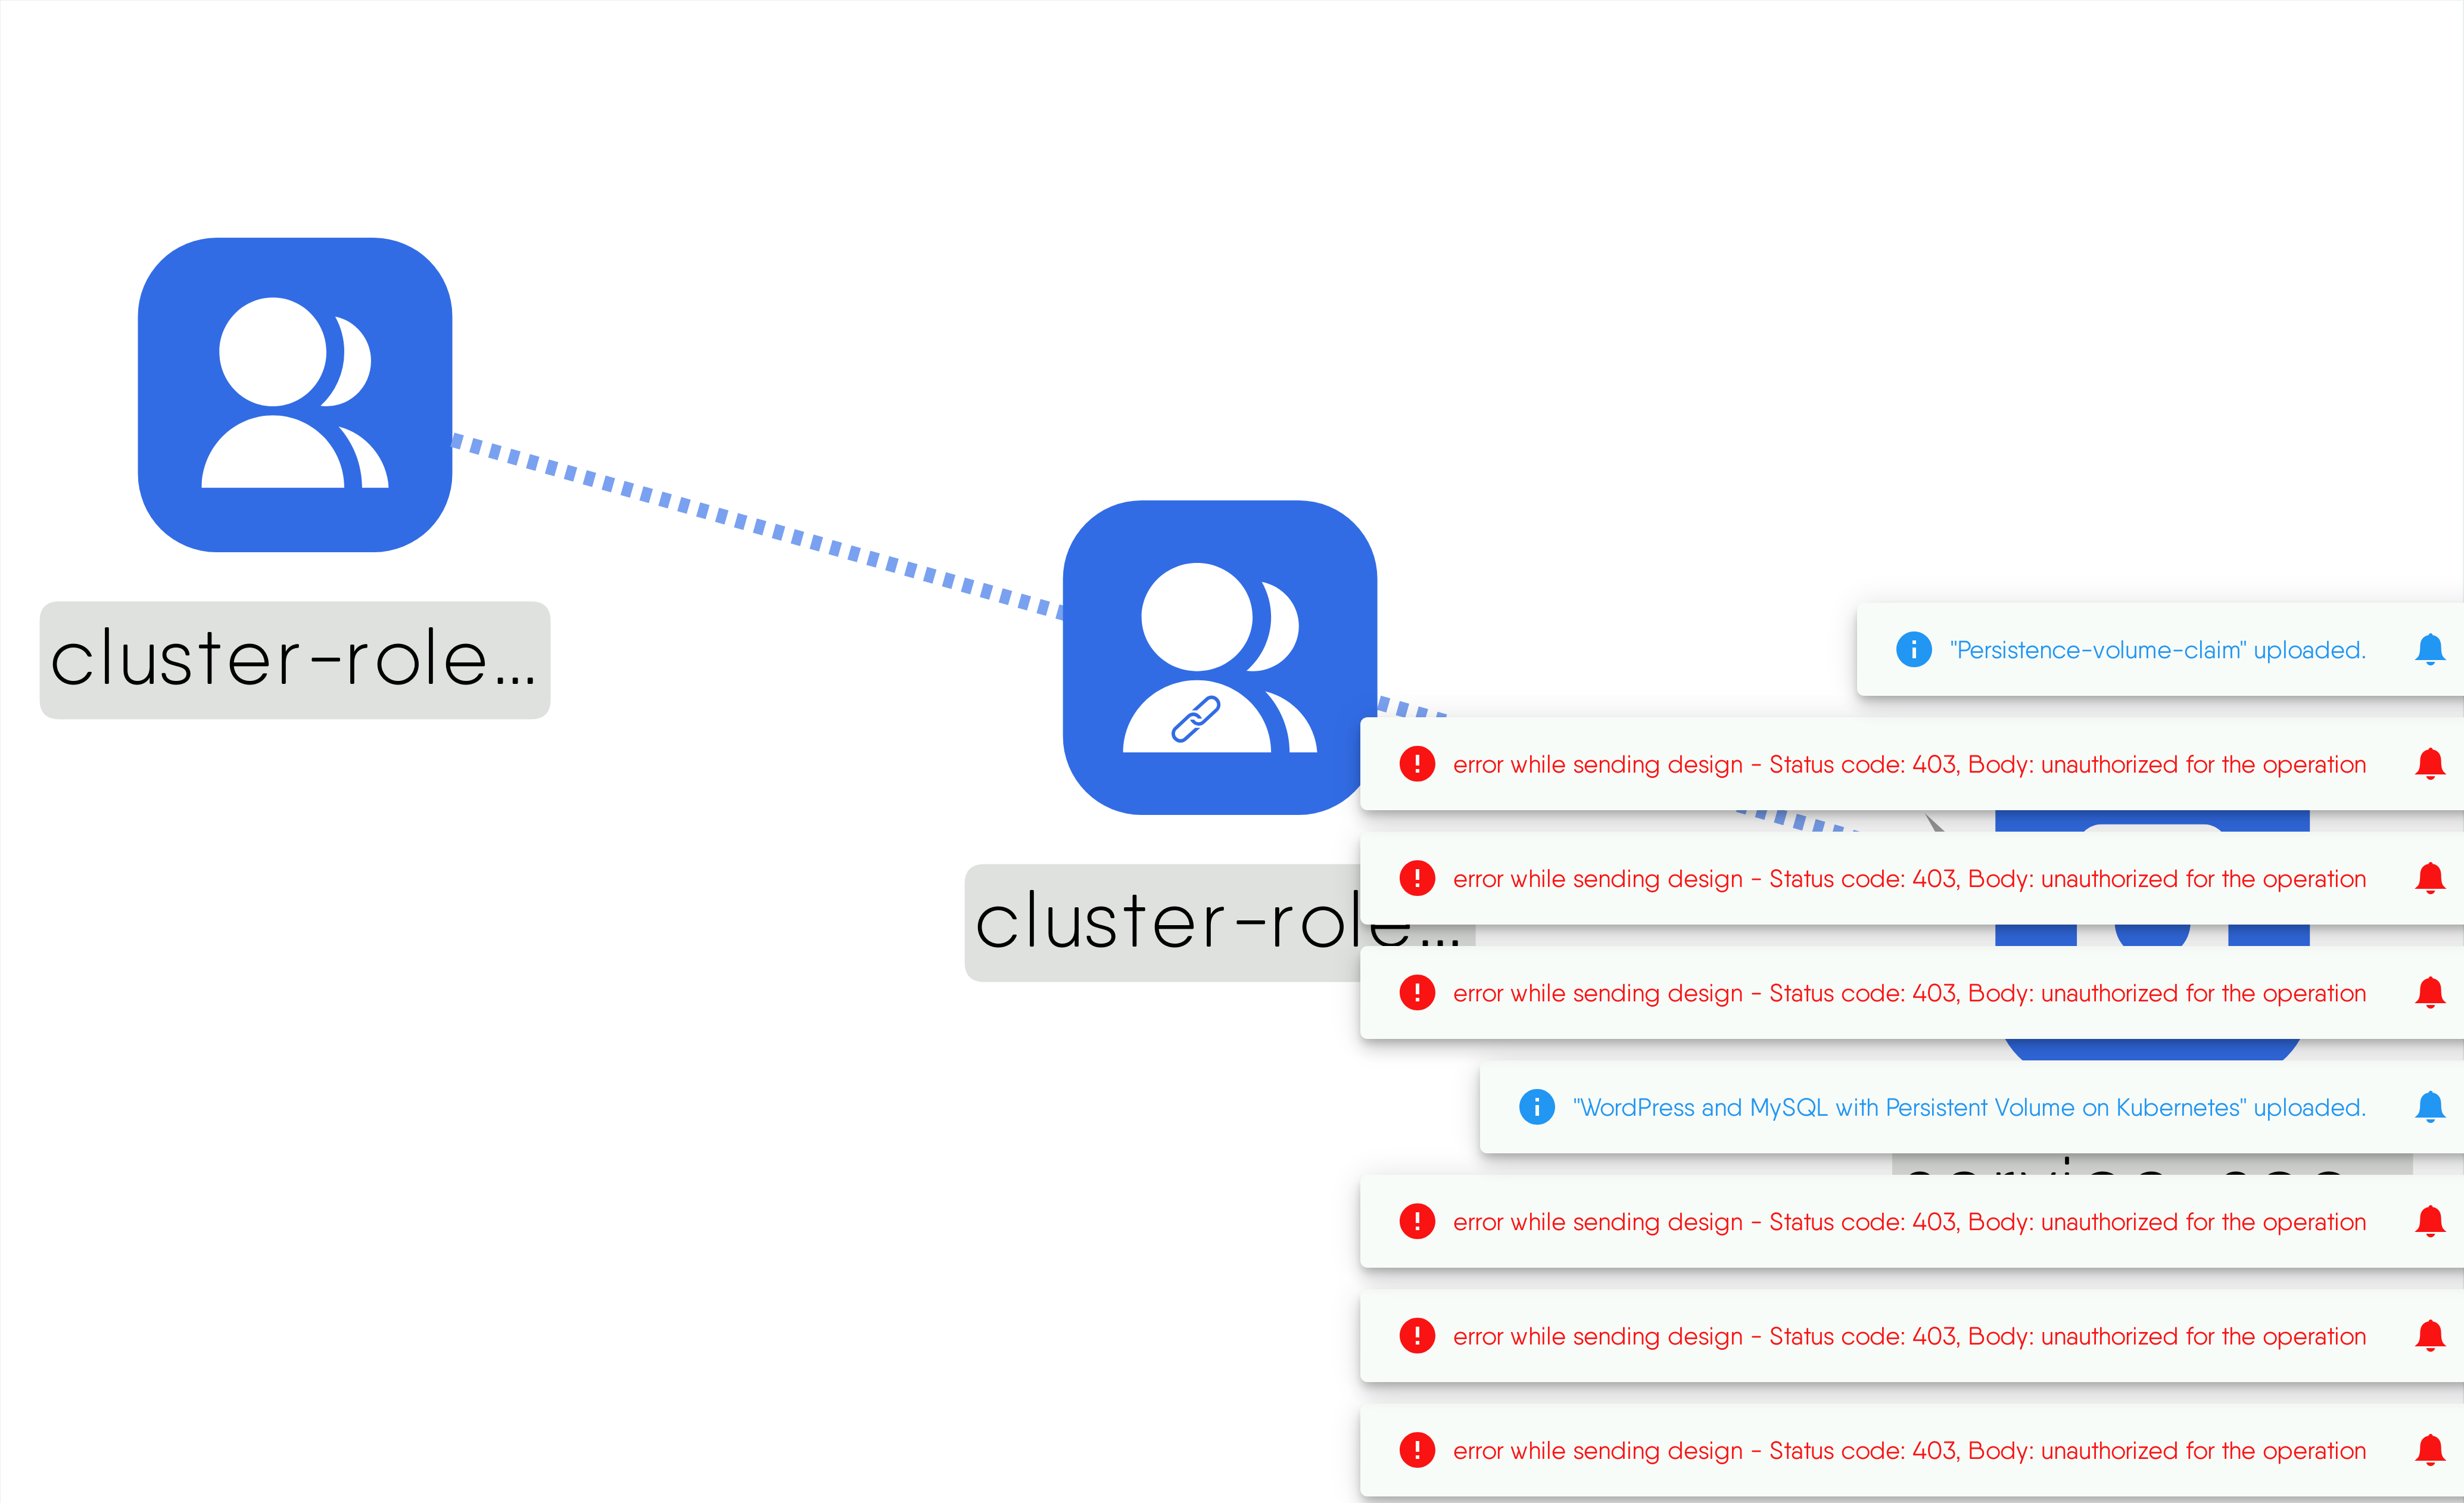 cluster-role...
cluster-role...
"Persistence-volume-claim" uploaded.
error while sending design - Status code: 403, Body: unauthorized for the operation
error while sending design - Status code: 403, Body: unauthorized for the operation
error while sending design - Status code: 403, Body: unauthorized for the operation
"WordPress and MySQL with Persistent Volume on Kubernetes" uploaded.
error while sending design - Status code: 403, Body: unauthorized for the operation
error while sending design - Status code: 403, Body: unauthorized for the operation
error while sending design - Status code: 403, Body: unauthorized for the operation